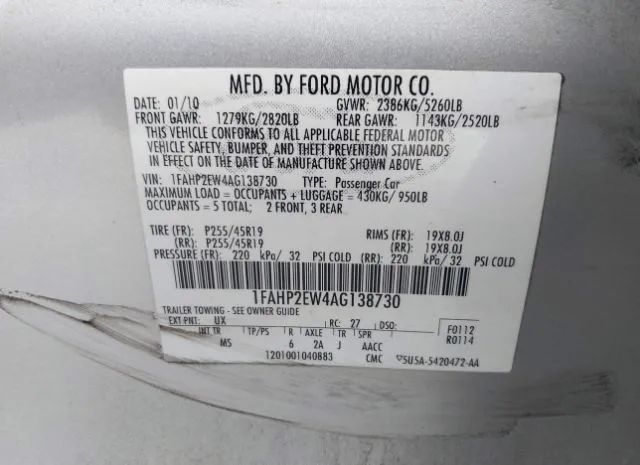 MFD. BY FORD MOTOR CO.
DATE: 01/10 GVWR: 2386KG/5260LB
FRONT GAWR: 1279KG/2820LB REAR GAWR: 1143KG/2520LB
THIS VEHICLE CONFORMS TO ALL APPLICABLE FEDERAL MOTOR
VEHICLE SAFETY, BUMPER, AND THEFT PREVENTION STANDARDS
IN EFFECT ON THE DATE OF MANUFACTURE SHOWN ABOVE.
VIN: 1FAHP2EW4AG138730 TYPE: Passenger Car
MAXIMUM LOAD = OCCUPANTS + LUGGAGE = 430KG/ 950LB
OCCUPANTS = 5 TOTAL; 2 FRONT, 3 REAR
TIRE: (FR): P255/45R19 RIMS (FR): 19X8.0J
(RR): P255/45R19 (RR): 19X8.0J
PRESSURE (FR): 220 kPa/ 32 PSI COLD (RR): 220 kPa/ 32 PSI COLD
1FAHP2EW4AG138730
TRAILER TOWING - SEE OWNER GUIDE
EXT PNT: UX RC: 27 DSO: F0112
INT TR TP/PS R AXLE TR SPR R0114
MS 6 2A J AACC
1201001040883 CMC ▽5U5A-5420472-AA